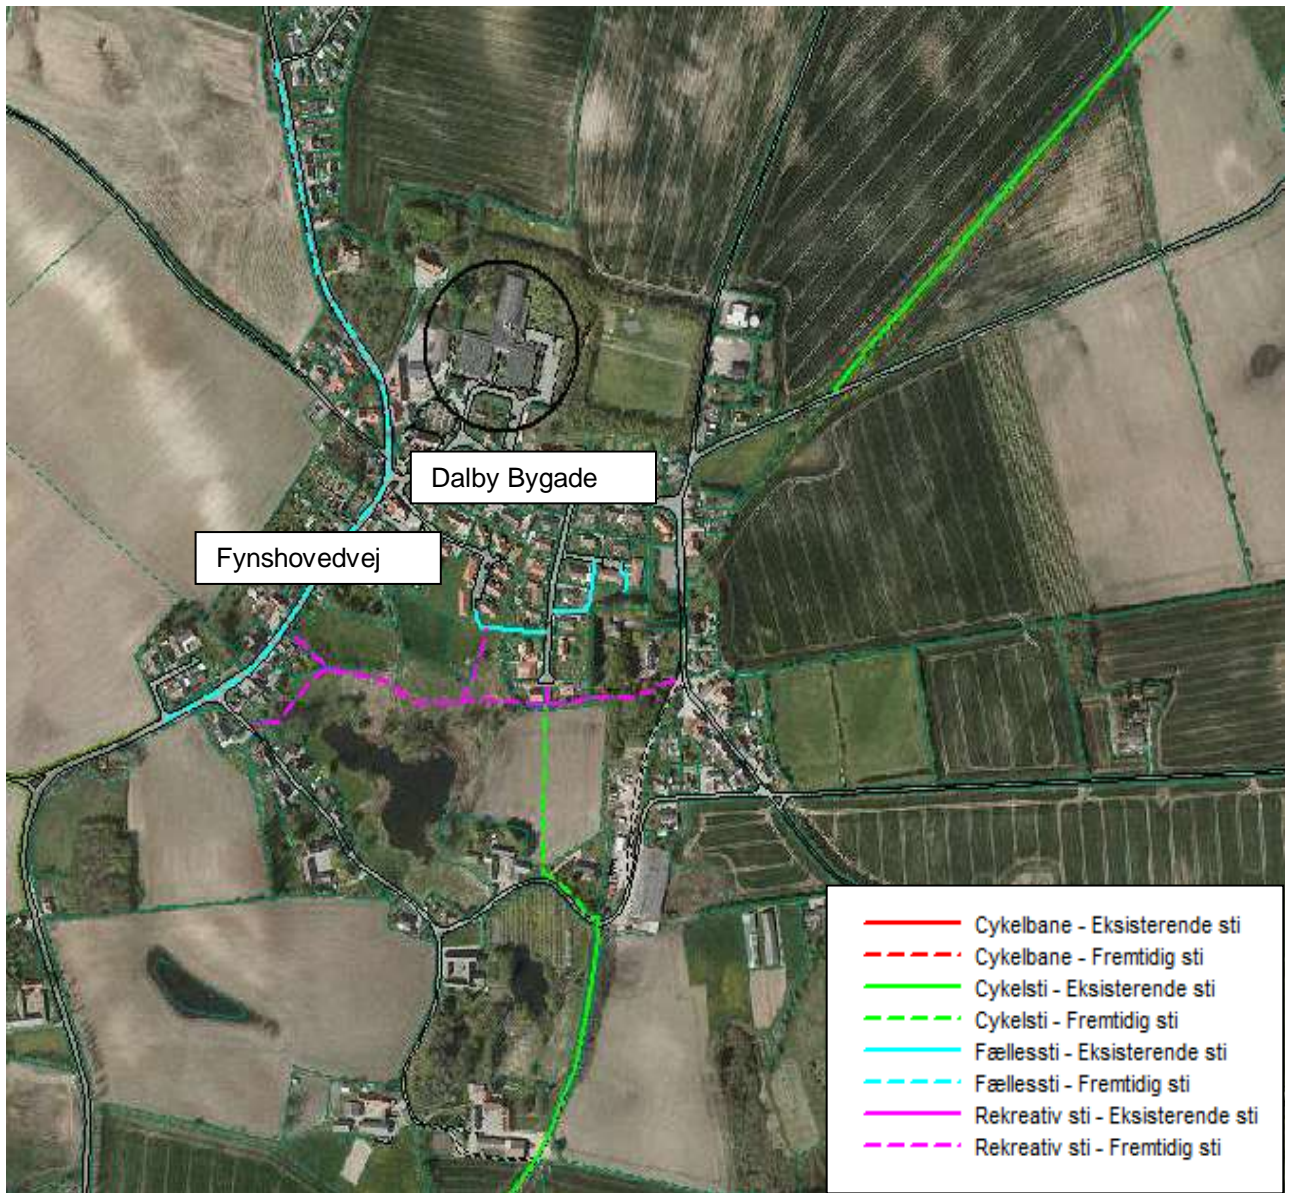 Dalby Bygade
Fynshovedvej
Cykelbane - Eksisterende sti
Cykelbane - Fremtidig sti
Cykelsti - Eksisterende sti
Cykelsti - Fremtidig sti
Fællessti - Eksisterende sti
Fællessti - Fremtidig sti
Rekreativ sti - Eksisterende sti
Rekreativ sti - Fremtidig sti